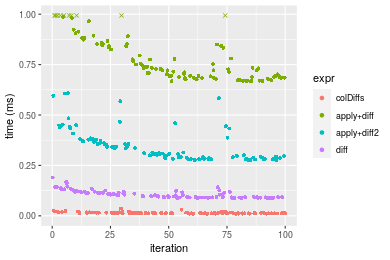 1.00
0.75
0.50
0.25
0.00
time (ms)
0 25 50 75 100
iteration
expr
colDiffs
apply+diff
apply+diff2
diff